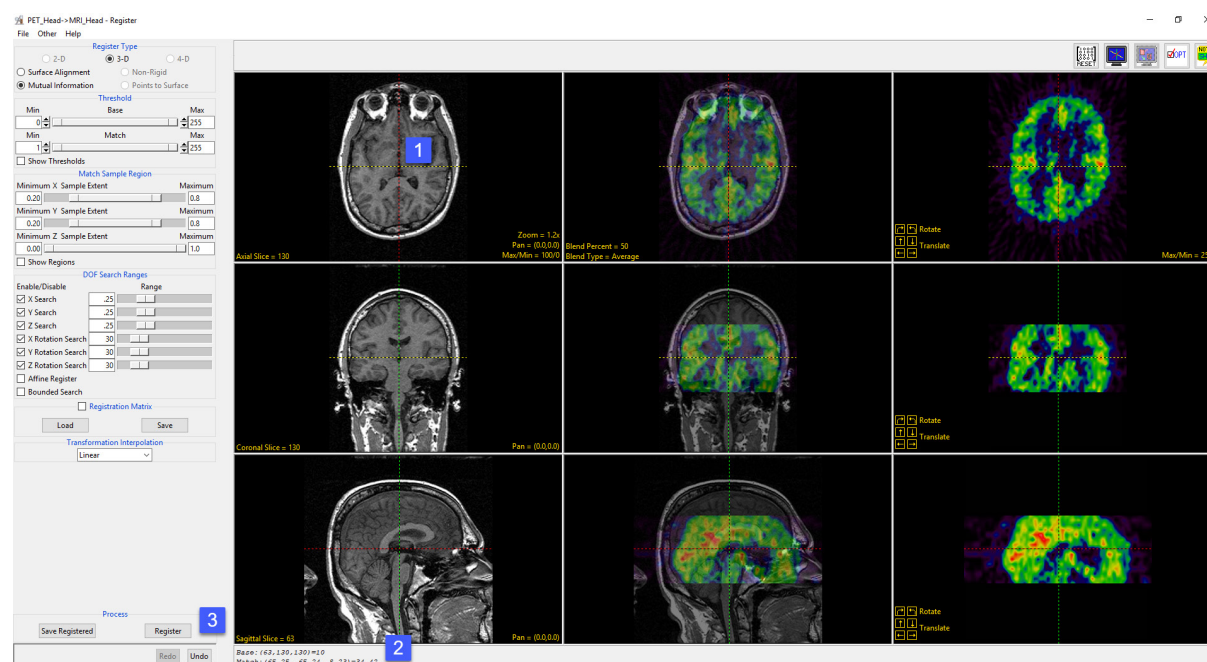 PET_Head->MRI_Head - Register
File Other Help
Register Type
2-D 3-D 4-D
Surface Alignment Non-Rigid
Mutual Information Points to Surface
Threshold
Min Base Max
0 255
Min Match Max
1 255
Show Thresholds
Match Sample Region
Minimum X Sample Extent Maximum
0.20 0.8
Minimum Y Sample Extent Maximum
0.20 0.8
Minimum Z Sample Extent Maximum
0.00 1.0
Show Regions
DOF Search Ranges
Enable/Disable Range
X Search .25
Y Search .25
Z Search .25
X Rotation Search 30
Y Rotation Search 30
Z Rotation Search 30
Affine Register
Bounded Search
Registration Matrix
Load Save
Transformation Interpolation
Linear
Process
Save Registered Register
3
Redo Undo
RESET
OPT
1
Zoom = 1.2x
Pan = (0.0,0.0)
Axial Slice = 130 Max/Min = 100/0
Blend Percent = 50
Blend Type = Average
Rotate
Translate
Max/Min = 25
Coronal Slice = 130 Pan = (0.0,0.0)
Rotate
Translate
Sagittal Slice = 63 Pan = (0.0,0.0)
Rotate
Translate
2
Base:(63,130,130)=10